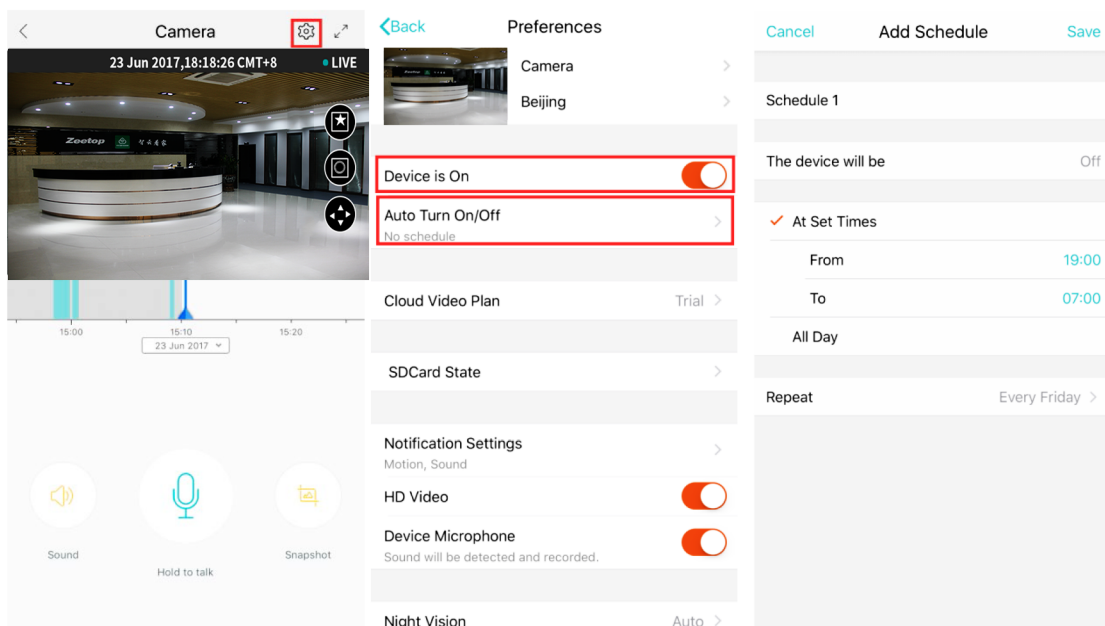 Camera
23 Jun 2017,18:18:26 CMT+8
LIVE
Zeetop
15:00
15:10
15:20
23 Jun 2017
Sound
Hold to talk
Snapshot
Back
Preferences
Camera
Beijing
Device is On
Auto Turn On/Off
No schedule
Cloud Video Plan
Trial
SDCard State
Notification Settings
Motion, Sound
HD Video
Device Microphone
Sound will be detected and recorded.
Night Vision
Auto
Cancel
Add Schedule
Save
Schedule 1
The device will be
Off
At Set Times
From
19:00
To
07:00
All Day
Repeat
Every Friday